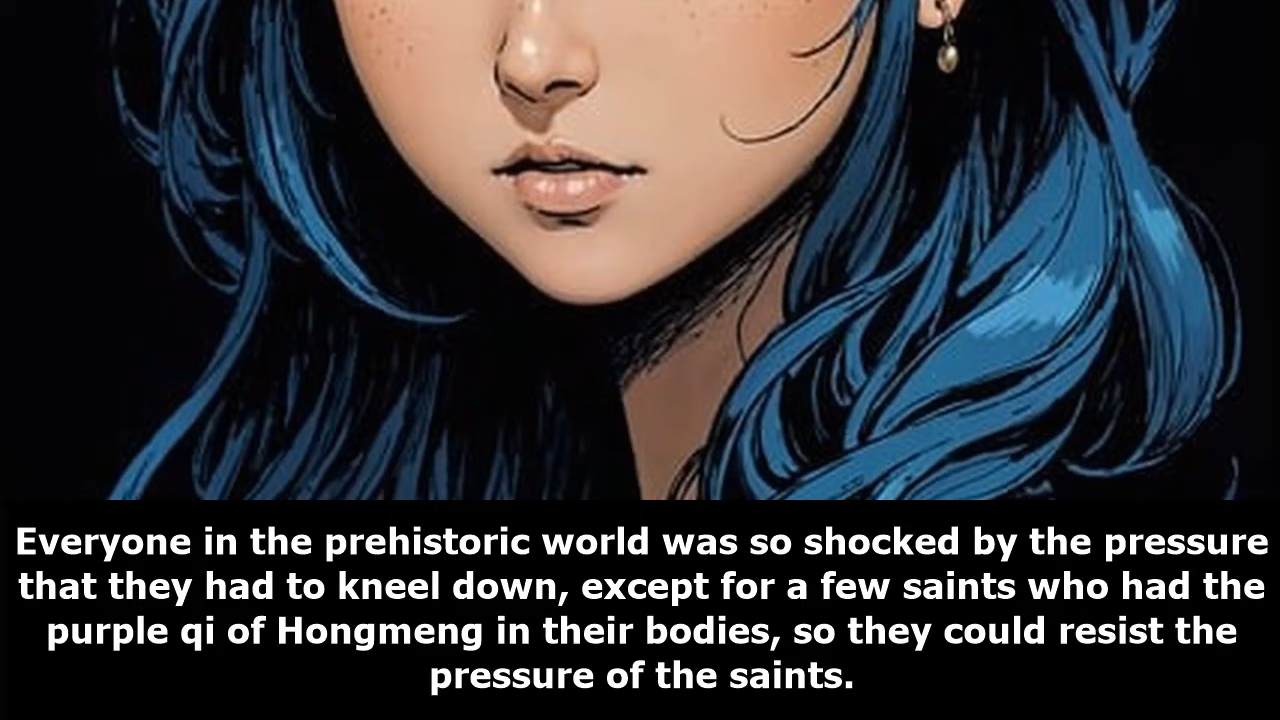 Everyone in the prehistoric world was so shocked by the pressure
that they had to kneel down, except for a few saints who had the
purple qi of Hongmeng in their bodies, so they could resist the
pressure of the saints.